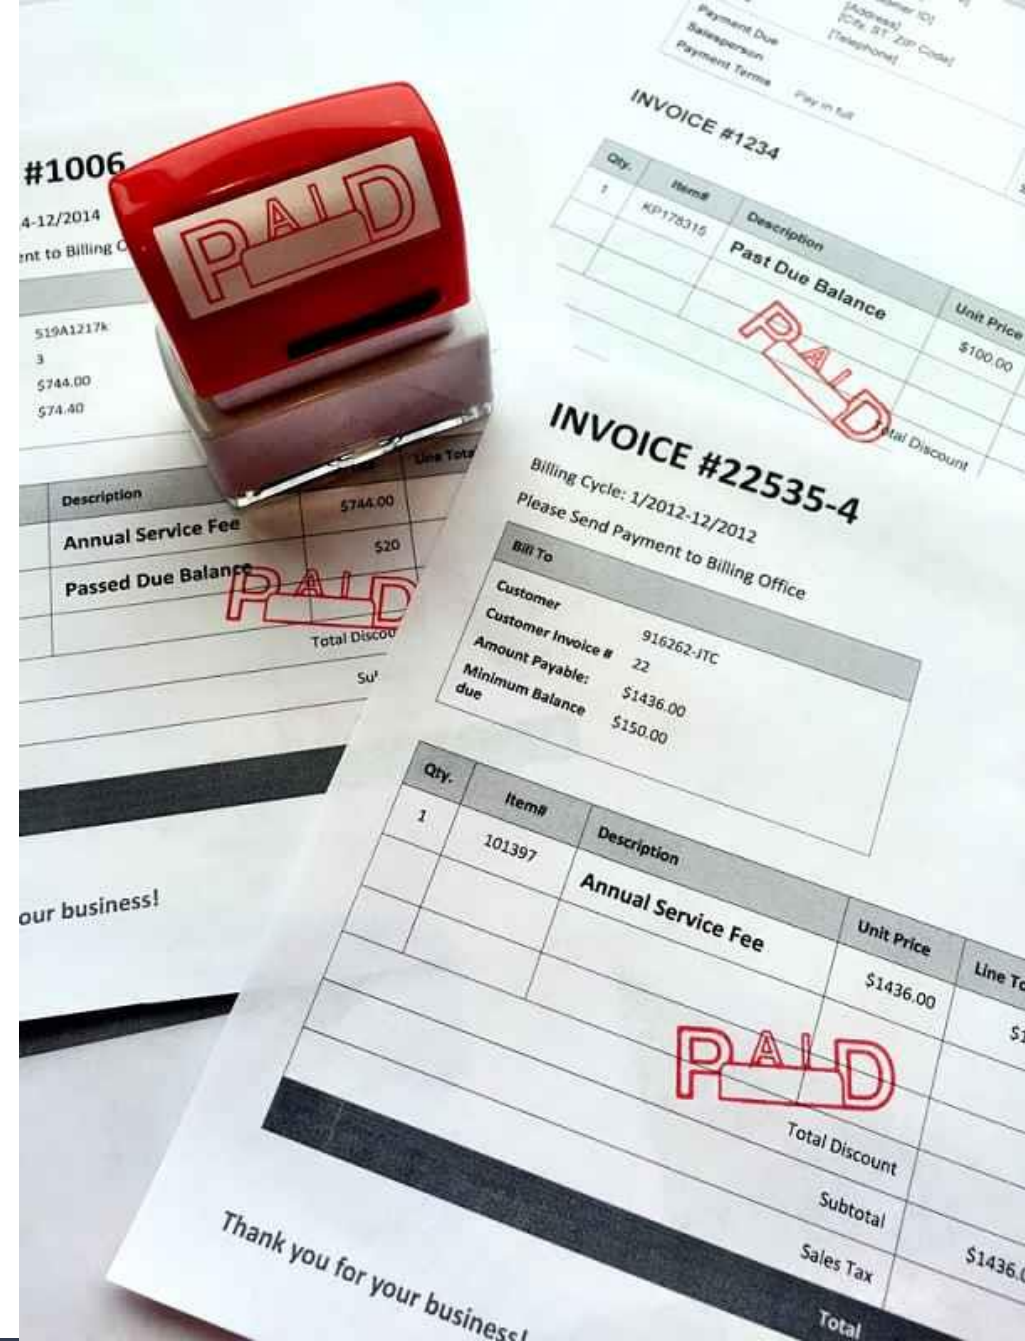 #1006
4-12/2014
ent to Billing
519A1217k
3
$744.00
$74.40
PAID
Description
Line Tota
Annual Service Fee
$744.00
Passed Due Balance
$20
PAID
Total Discou
our business!
Payment Due
Salesperson
Payment Terms
[Address]
[City, ST ZIP Code]
[Telephone]
Pay in full
INVOICE #1234
Qty. Item# Description Unit Price
1 KP178315 Past Due Balance $100.00
PAID
Total Discount
INVOICE #22535-4
Billing Cycle: 1/2012-12/2012
Please Send Payment to Billing Office
Bill To
Customer 916262-JTC
Customer Invoice # 22
Amount Payable: $1436.00
Minimum Balance due $150.00
Qty. Item# Description Unit Price Line To
1 101397 Annual Service Fee $1436.00 $1
PAID
Total Discount
Subtotal
Sales Tax $1436.0
Total
Thank you for your business!